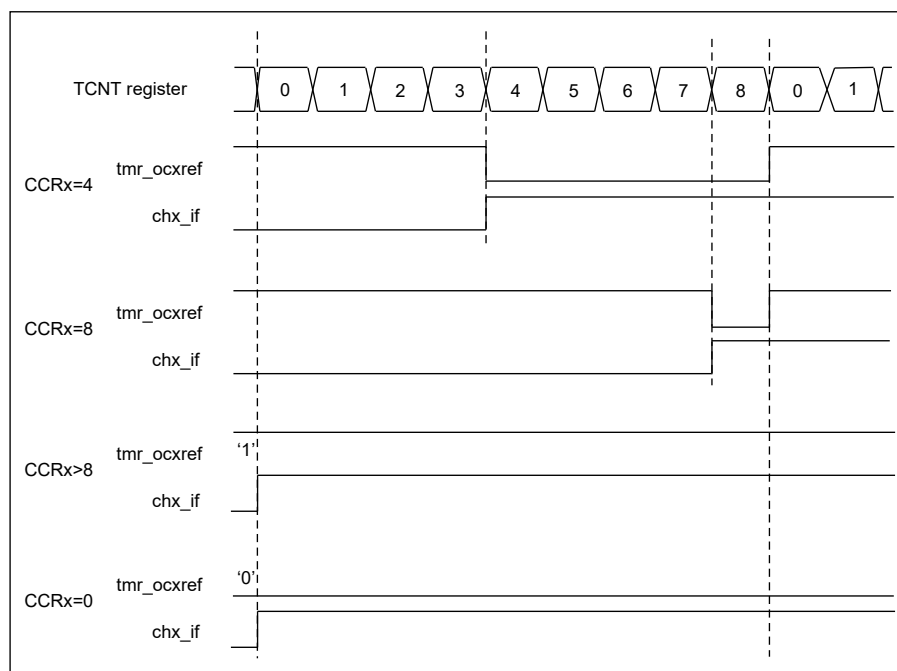 TCNT register 0 1 2 3 4 5 6 7 8 0 1
tmr_ocxref
CCRx=4
chx_if
tmr_ocxref
CCRx=8
chx_if
tmr_ocxref ‘1’
CCRx>8
chx_if
tmr_ocxref ‘0’
CCRx=0
chx_if